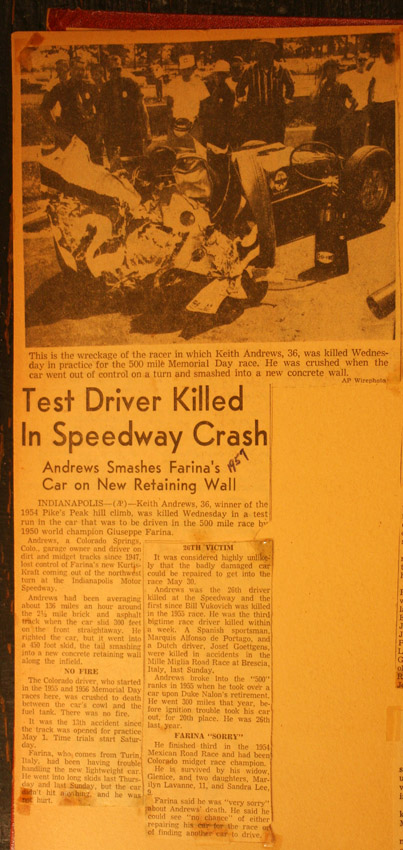 This is the wreckage of the racer in which Keith Andrews, 36, was killed Wednes-
day in practice for the 500 mile Memorial Day race. He was crushed when the
car went out of control on a turn and smashed into a new concrete wall.
AP Wirephoto
Test Driver Killed
In Speedway Crash
Andrews Smashes Farina's
Car on New Retaining Wall
1957
INDIANAPOLIS—(AP)—Keith Andrews, 36, winner of the
1954 Pike's Peak hill climb, was killed Wednesday in a test
run in the car that was to be driven in the 500 mile race by
1950 world champion Giuseppe Farina.
Andrews, a Colorado Springs,
Colo., garage owner and driver on
dirt and midget tracks since 1947,
lost control of Farina's new Kurtis-
Kraft coming out of the northwest
turn at the Indianapolis Motor
Speedway.
Andrews had been averaging
about 136 miles an hour around
the 2½ mile brick and asphalt
track when the car slid 300 feet
on the front straightaway. He
righted the car, but it went into
a 450 foot slid, the tail smashing
into a new concrete retaining wall
along the infield.
NO FIRE
The Colorado driver, who started
in the 1955 and 1956 Memorial Day
races here, was crushed to death
between the car's cowl and the
fuel tank. There was no fire.
It was the 13th accident since
the track was opened for practice
May 1. Time trials start Satur-
day.
Farina, who comes from Turin,
Italy, had been having trouble
handling the new lightweight car.
He went into long skids last Thurs-
day and last Sunday, but the car
didn't hit anything, and he was
not hurt.
26TH VICTIM
It was considered highly unlike-
ly that the badly damaged car
could be repaired to get into the
race May 30.
Andrews was the 26th driver
killed at the Speedway and the
first since Bill Vukovich was killed
in the 1955 race. He was the third
bigtime race driver killed within
a week. A Spanish sportsman,
Marquis Alfonso de Portago, and
a Dutch driver, Josef Goettgens,
were killed in accidents in the
Mille Miglia Road Race at Brescia,
Italy, last Sunday.
Andrews broke into the "500"
ranks in 1955 when he took over a
car upon Duke Nalon's retirement.
He went 300 miles that year, be-
fore ignition trouble took his car
out, for 20th place. He was 26th
last year.
FARINA "SORRY"
He finished third in the 1954
Mexican Road Race and had been
Colorado midget race champion.
He is survived by his widow,
Glenice, and two daughters, Mar-
ilyn Lavanne, 11, and Sandra Lee,
9.
Farina said he was "very sorry"
about Andrews' death. He said he
could see "no chance" of either
repairing his car for the race or
of finding another car to drive.